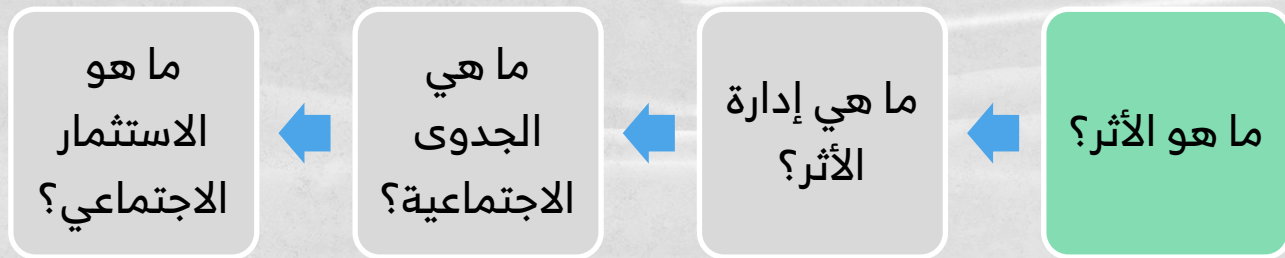 ما هو الأثر؟
ما هي إدارة
الأثر؟
ما هي
الجدوى
الاجتماعية؟
ما هو
الاستثمار
الاجتماعي؟